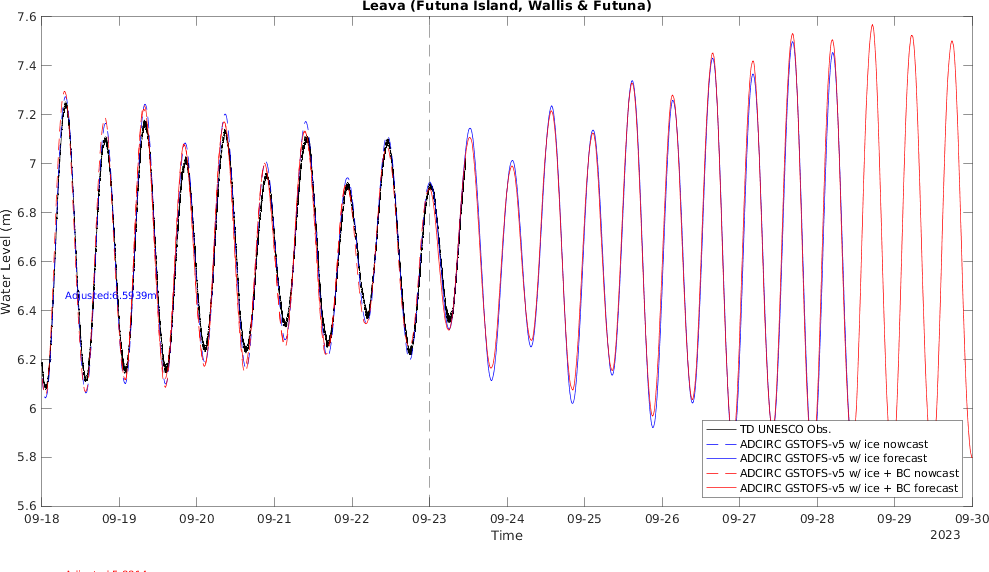 Leava (Futuna Island, Wallis & Futuna)
7.6
7.4
7.2
7
6.8
6.6
6.4
6.2
6
5.8
5.6
Water Level (m)
Adjusted:6.5939m
TD UNESCO Obs.
ADCIRC GSTOFS-v5 w/ ice nowcast
ADCIRC GSTOFS-v5 w/ ice forecast
ADCIRC GSTOFS-v5 w/ ice + BC nowcast
ADCIRC GSTOFS-v5 w/ ice + BC forecast
09-18 09-19 09-20 09-21 09-22 09-23 09-24 09-25 09-26 09-27 09-28 09-29 09-30
Time
2023